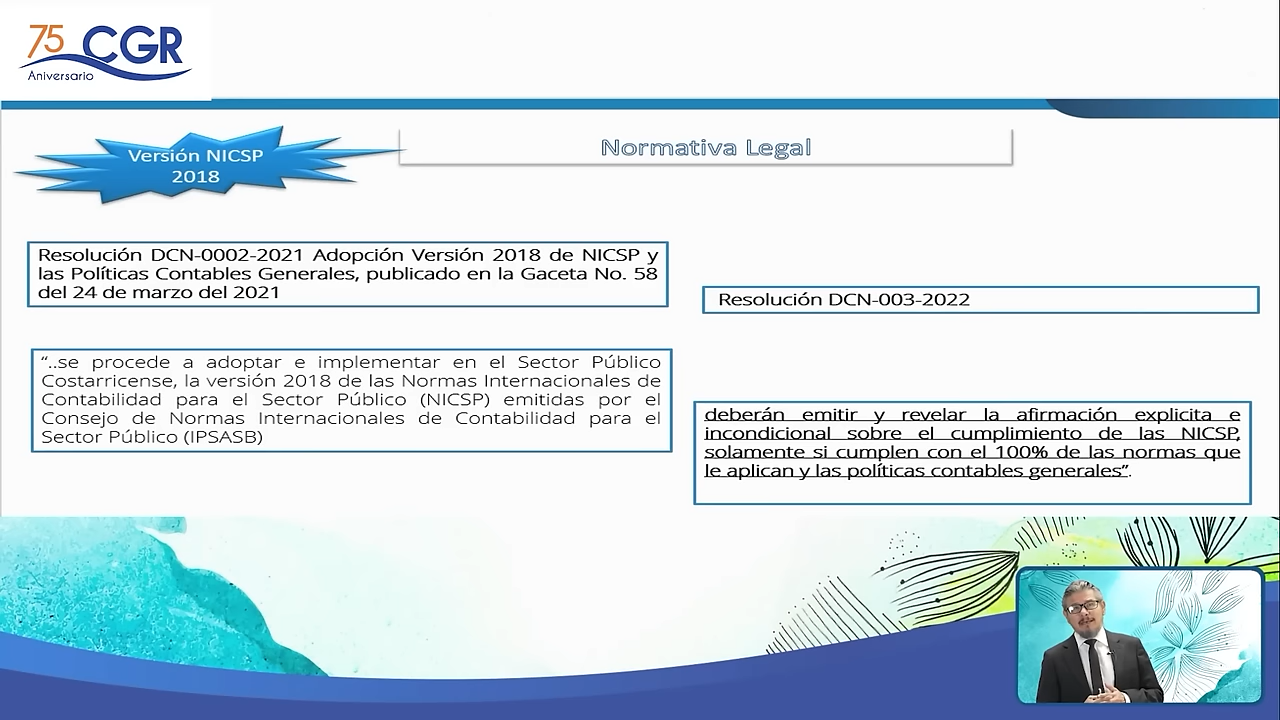 75 CGR
Aniversario
Versión NICSP
2018
Normativa Legal
Resolución DCN-0002-2021 Adopción Versión 2018 de NICSP y
las Políticas Contables Generales, publicado en la Gaceta No. 58
del 24 de marzo del 2021
Resolución DCN-003-2022
“..se procede a adoptar e implementar en el Sector Público
Costarricense, la versión 2018 de las Normas Internacionales de
Contabilidad para el Sector Público (NICSP) emitidas por el
Consejo de Normas Internacionales de Contabilidad para el
Sector Público (IPSASB)
deberán emitir y revelar la afirmación explicita e
incondicional sobre el cumplimiento de las NICSP,
solamente si cumplen con el 100% de las normas que
le aplican y las políticas contables generales”.